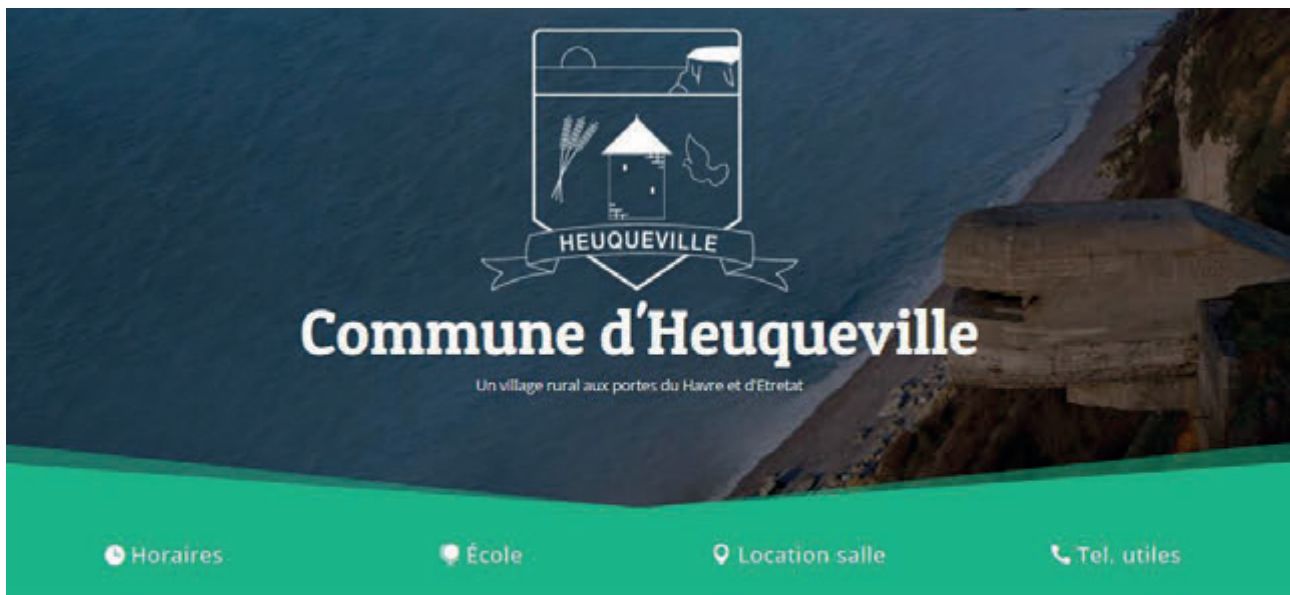 HEUQUEVILLE
Commune d'Heuqueville
Un village rural aux portes du Havre et d'Etretat
Horaires
École
Location salle
Tel. utiles